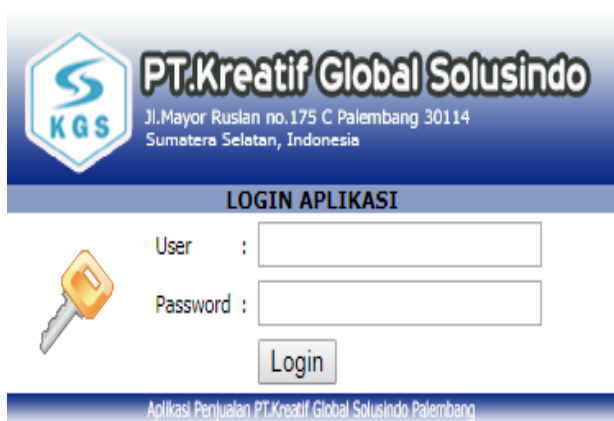 KGS
PT.Kreatif Global Solusindo
Jl.Mayor Ruslan no.175 C Palembang 30114
Sumatera Selatan, Indonesia
LOGIN APLIKASI
User :
Password :
Login
Aplikasi Penjualan PT.Kreatif Global Solusindo Palembang